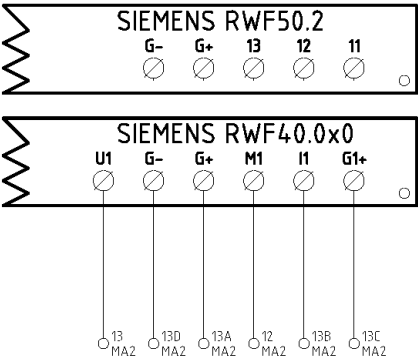 SIEMENS RWF50.2
G- G+ 13 12 11
SIEMENS RWF40.0x0
U1 G- G+ M1 I1 G1+
13 13D 13A 12 13B 13C
MA2 MA2 MA2 MA2 MA2 MA2